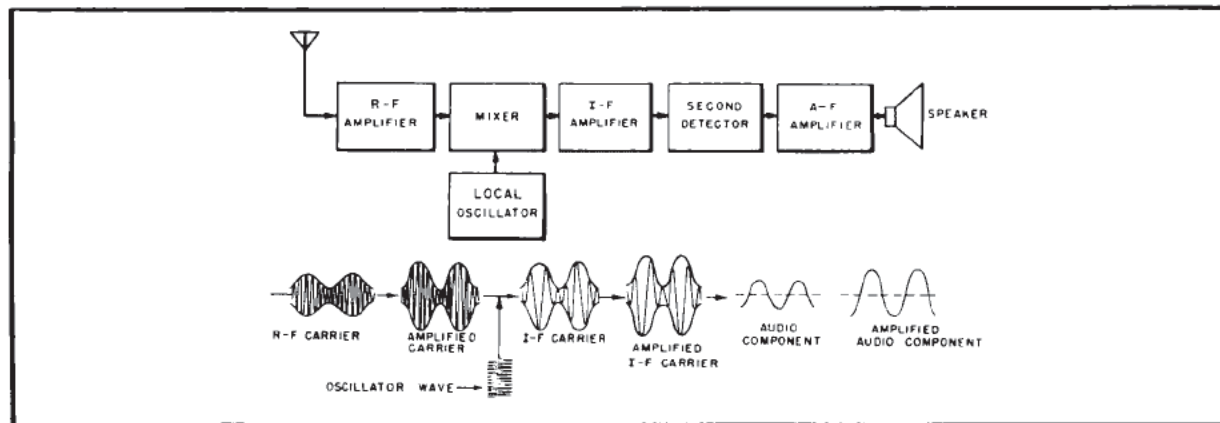 R-F
AMPLIFIER
MIXER
I-F
AMPLIFIER
SECOND
DETECTOR
A-F
AMPLIFIER
SPEAKER
LOCAL
OSCILLATOR
R-F CARRIER
AMPLIFIED
CARRIER
I-F CARRIER
AMPLIFIED
I-F CARRIER
AUDIO
COMPONENT
AMPLIFIED
AUDIO COMPONENT
OSCILLATOR WAVE